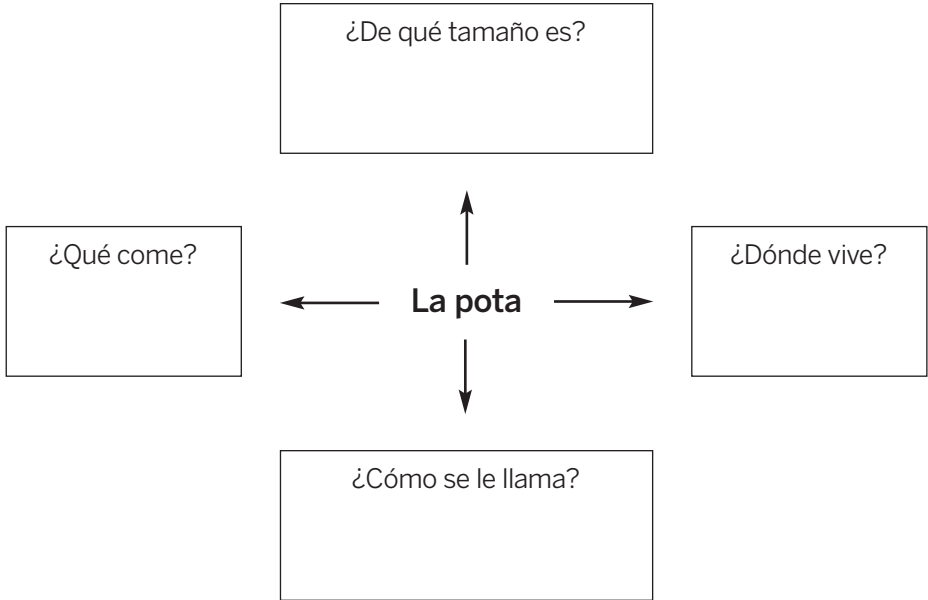 ¿De qué tamaño es?
¿Qué come?
La pota
¿Dónde vive?
¿Cómo se le llama?